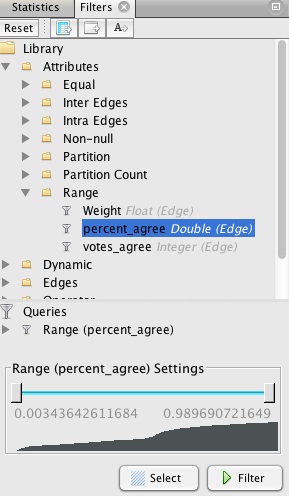 Statistics Filters
Reset A
Library
Attributes
Equal
Inter Edges
Intra Edges
Non-null
Partition
Partition Count
Range
Weight Float (Edge)
percent_agree Double (Edge)
votes_agree Integer (Edge)
Dynamic
Edges
Operator
Queries
Range (percent_agree)
Range (percent_agree) Settings
0.00343642611684 0.989690721649
Select Filter